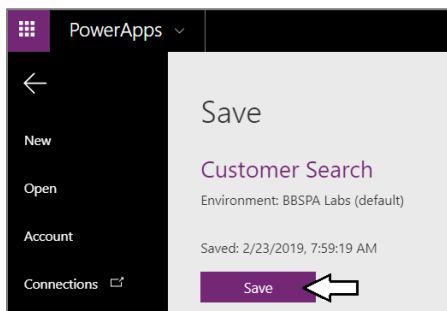 PowerApps
New
Open
Account
Connections
Save
Customer Search
Environment: BBSPA Labs (default)
Saved: 2/23/2019, 7:59:19 AM
Save